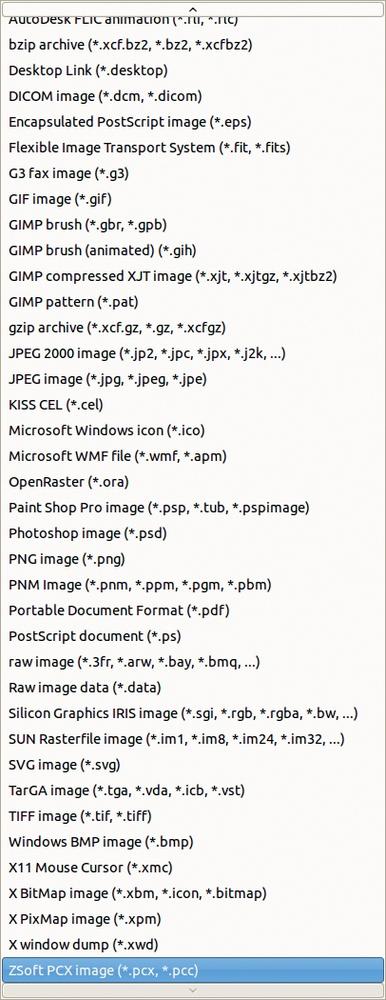 AutoDesk FLIC animation (*.fli, *.flc)
bzip archive (*.xcf.bz2, *.bz2, *.xcfbz2)
Desktop Link (*.desktop)
DICOM image (*.dcm, *.dicom)
Encapsulated PostScript image (*.eps)
Flexible Image Transport System (*.fit, *.fits)
G3 fax image (*.g3)
GIF image (*.gif)
GIMP brush (*.gbr, *.gpb)
GIMP brush (animated) (*.gih)
GIMP compressed XJT image (*.xjt, *.xjtgz, *.xjtbz2)
GIMP pattern (*.pat)
gzip archive (*.xcf.gz, *.gz, *.xcfgz)
JPEG 2000 image (*.jp2, *.jpc, *.jpx, *.j2k, ...)
JPEG image (*.jpg, *.jpeg, *.jpe)
KISS CEL (*.cel)
Microsoft Windows icon (*.ico)
Microsoft WMF file (*.wmf, *.apm)
OpenRaster (*.ora)
Paint Shop Pro image (*.psp, *.tub, *.pspimage)
Photoshop image (*.psd)
PNG image (*.png)
PNM Image (*.pnm, *.ppm, *.pgm, *.pbm)
Portable Document Format (*.pdf)
PostScript document (*.ps)
raw image (*.3fr, *.arw, *.bay, *.bmq, ...)
Raw image data (*.data)
Silicon Graphics IRIS image (*.sgi, *.rgb, *.rgba, *.bw, ...)
SUN Rasterfile image (*.im1, *.im8, *.im24, *.im32, ...)
SVG image (*.svg)
TarGA image (*.tga, *.vda, *.icb, *.vst)
TIFF image (*.tif, *.tiff)
Windows BMP image (*.bmp)
X11 Mouse Cursor (*.xmc)
X BitMap image (*.xbm, *.icon, *.bitmap)
X PixMap image (*.xpm)
X window dump (*.xwd)
ZSoft PCX image (*.pcx, *.pcc)